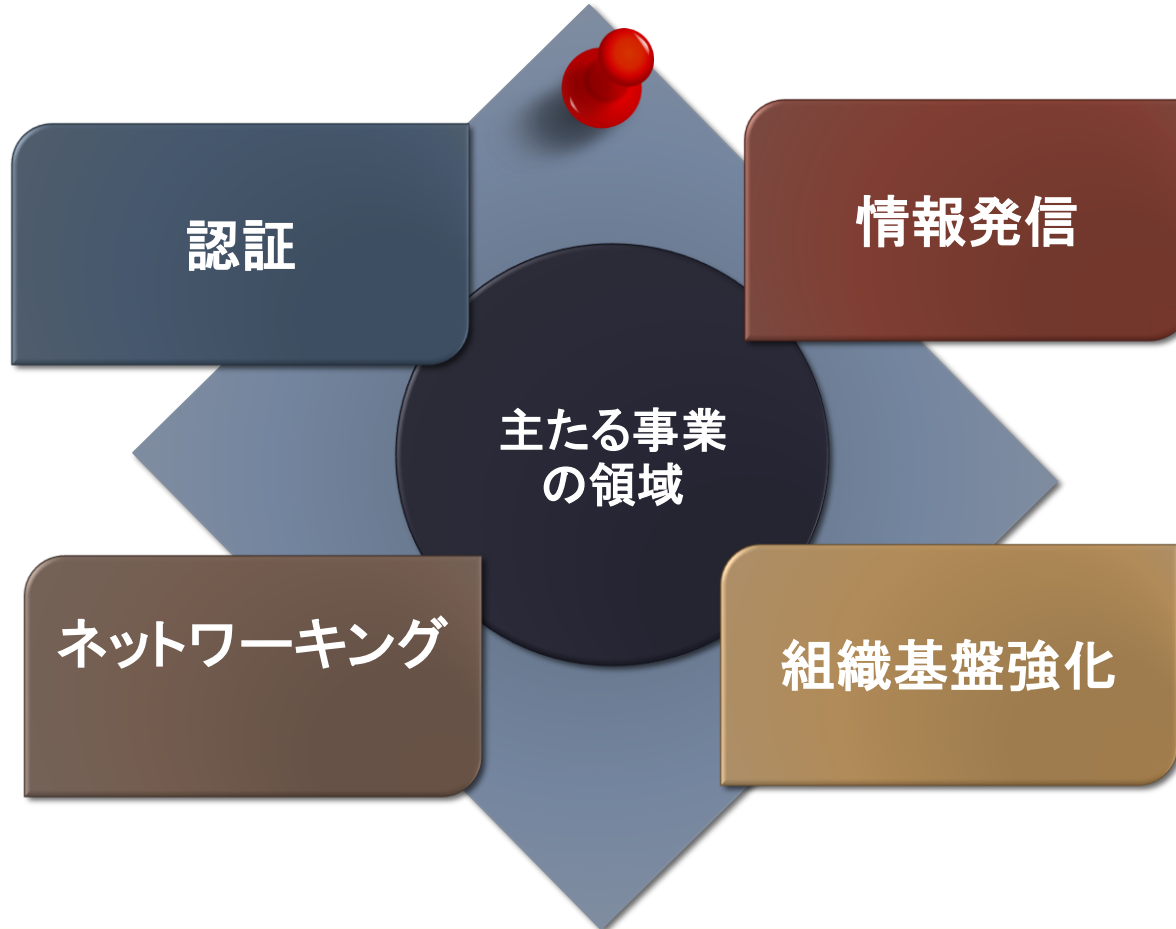 認証
情報発信
主たる事業
の領域
ネットワーキング
組織基盤強化